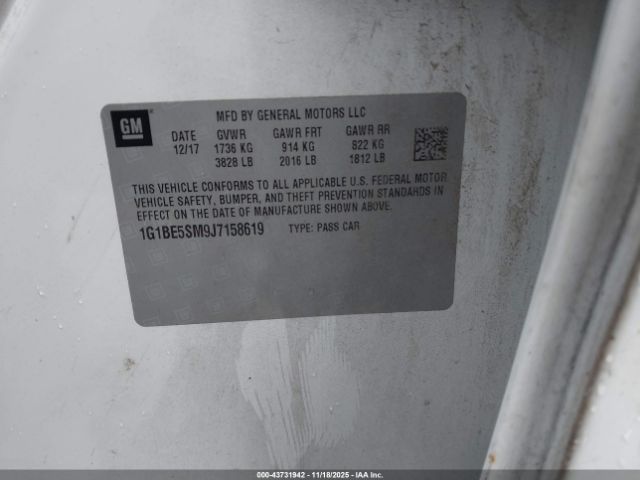 GM
MFD BY GENERAL MOTORS LLC
DATE GVWR GAWR FRT GAWR RR
12/17 1736 KG 914 KG 822 KG
3828 LB 2016 LB 1812 LB
THIS VEHICLE CONFORMS TO ALL APPLICABLE U.S. FEDERAL MOTOR
VEHICLE SAFETY, BUMPER, AND THEFT PREVENTION STANDARDS IN
EFFECT ON THE DATE OF MANUFACTURE SHOWN ABOVE.
1G1BE5SM9J7158619 TYPE: PASS CAR
00-43731942 - 11/18/2025 - IAA Inc.